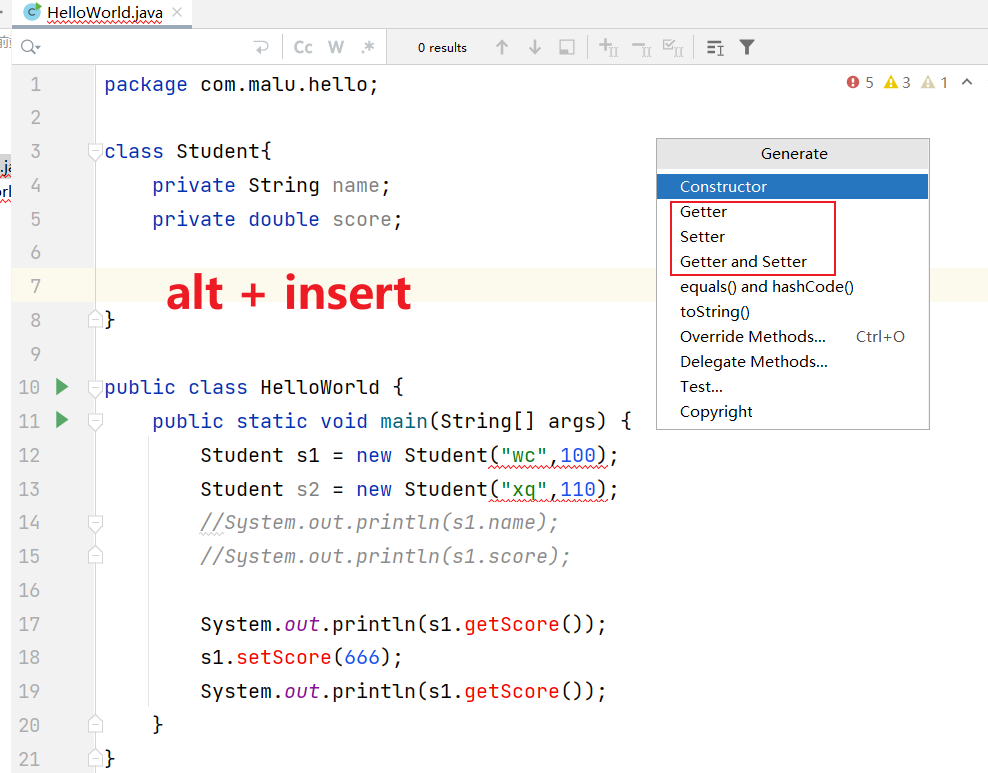 HelloWorld.java
Cc W .* 0 results
5 3 1
1 package com.malu.hello;
2
3 class Student{
4 private String name;
5 private double score;
6
7
alt + insert
8 }
9
10 public class HelloWorld {
11 public static void main(String[] args) {
12 Student s1 = new Student("wc",100);
13 Student s2 = new Student("xq",110);
14 //System.out.println(s1.name);
15 //System.out.println(s1.score);
16
17 System.out.println(s1.getScore());
18 s1.setScore(666);
19 System.out.println(s1.getScore());
20 }
21 }
Generate
Constructor
Getter
Setter
Getter and Setter
equals() and hashCode()
toString()
Override Methods... Ctrl+O
Delegate Methods...
Test...
Copyright